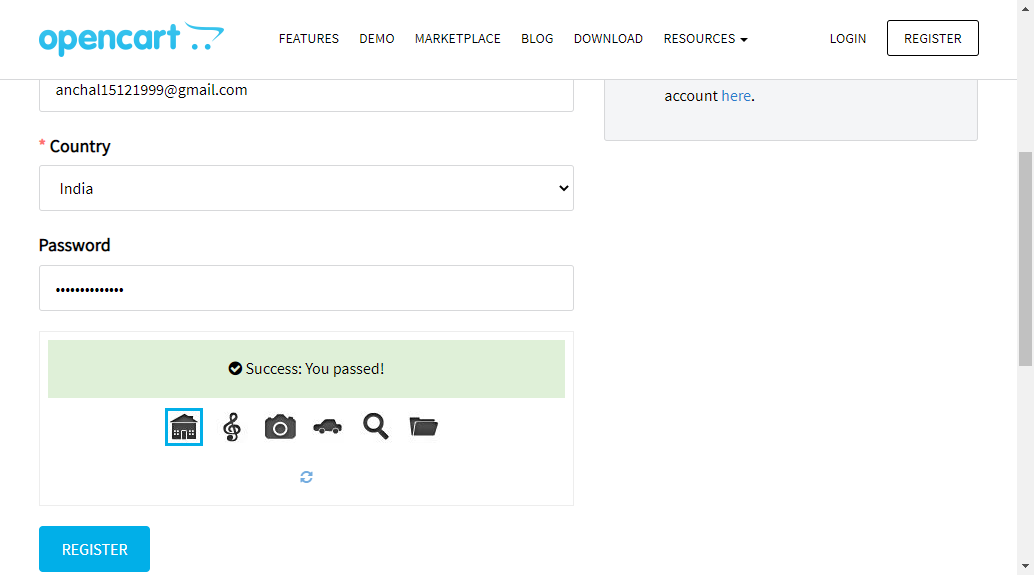 opencart
FEATURES DEMO MARKETPLACE BLOG DOWNLOAD RESOURCES LOGIN REGISTER
anchal15121999@gmail.com
account here.
* Country
India
Password
••••••••••••••
Success: You passed!
REGISTER